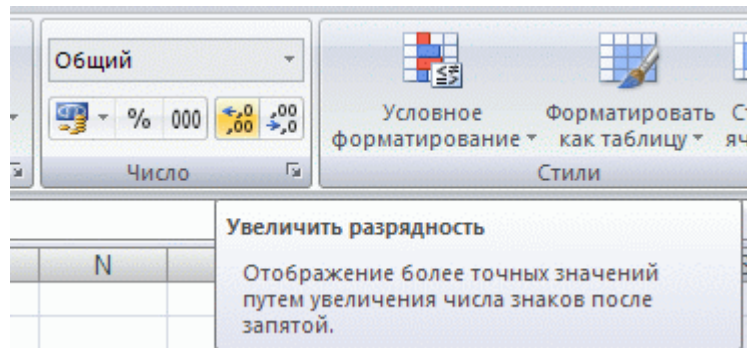 Общий
% 000 ,0 ,00 ,00 ,0
Условное форматирование
Форматировать как таблицу
Число
Стили
Увеличить разрядность
N
Отображение более точных значений
путем увеличения числа знаков после
запятой.